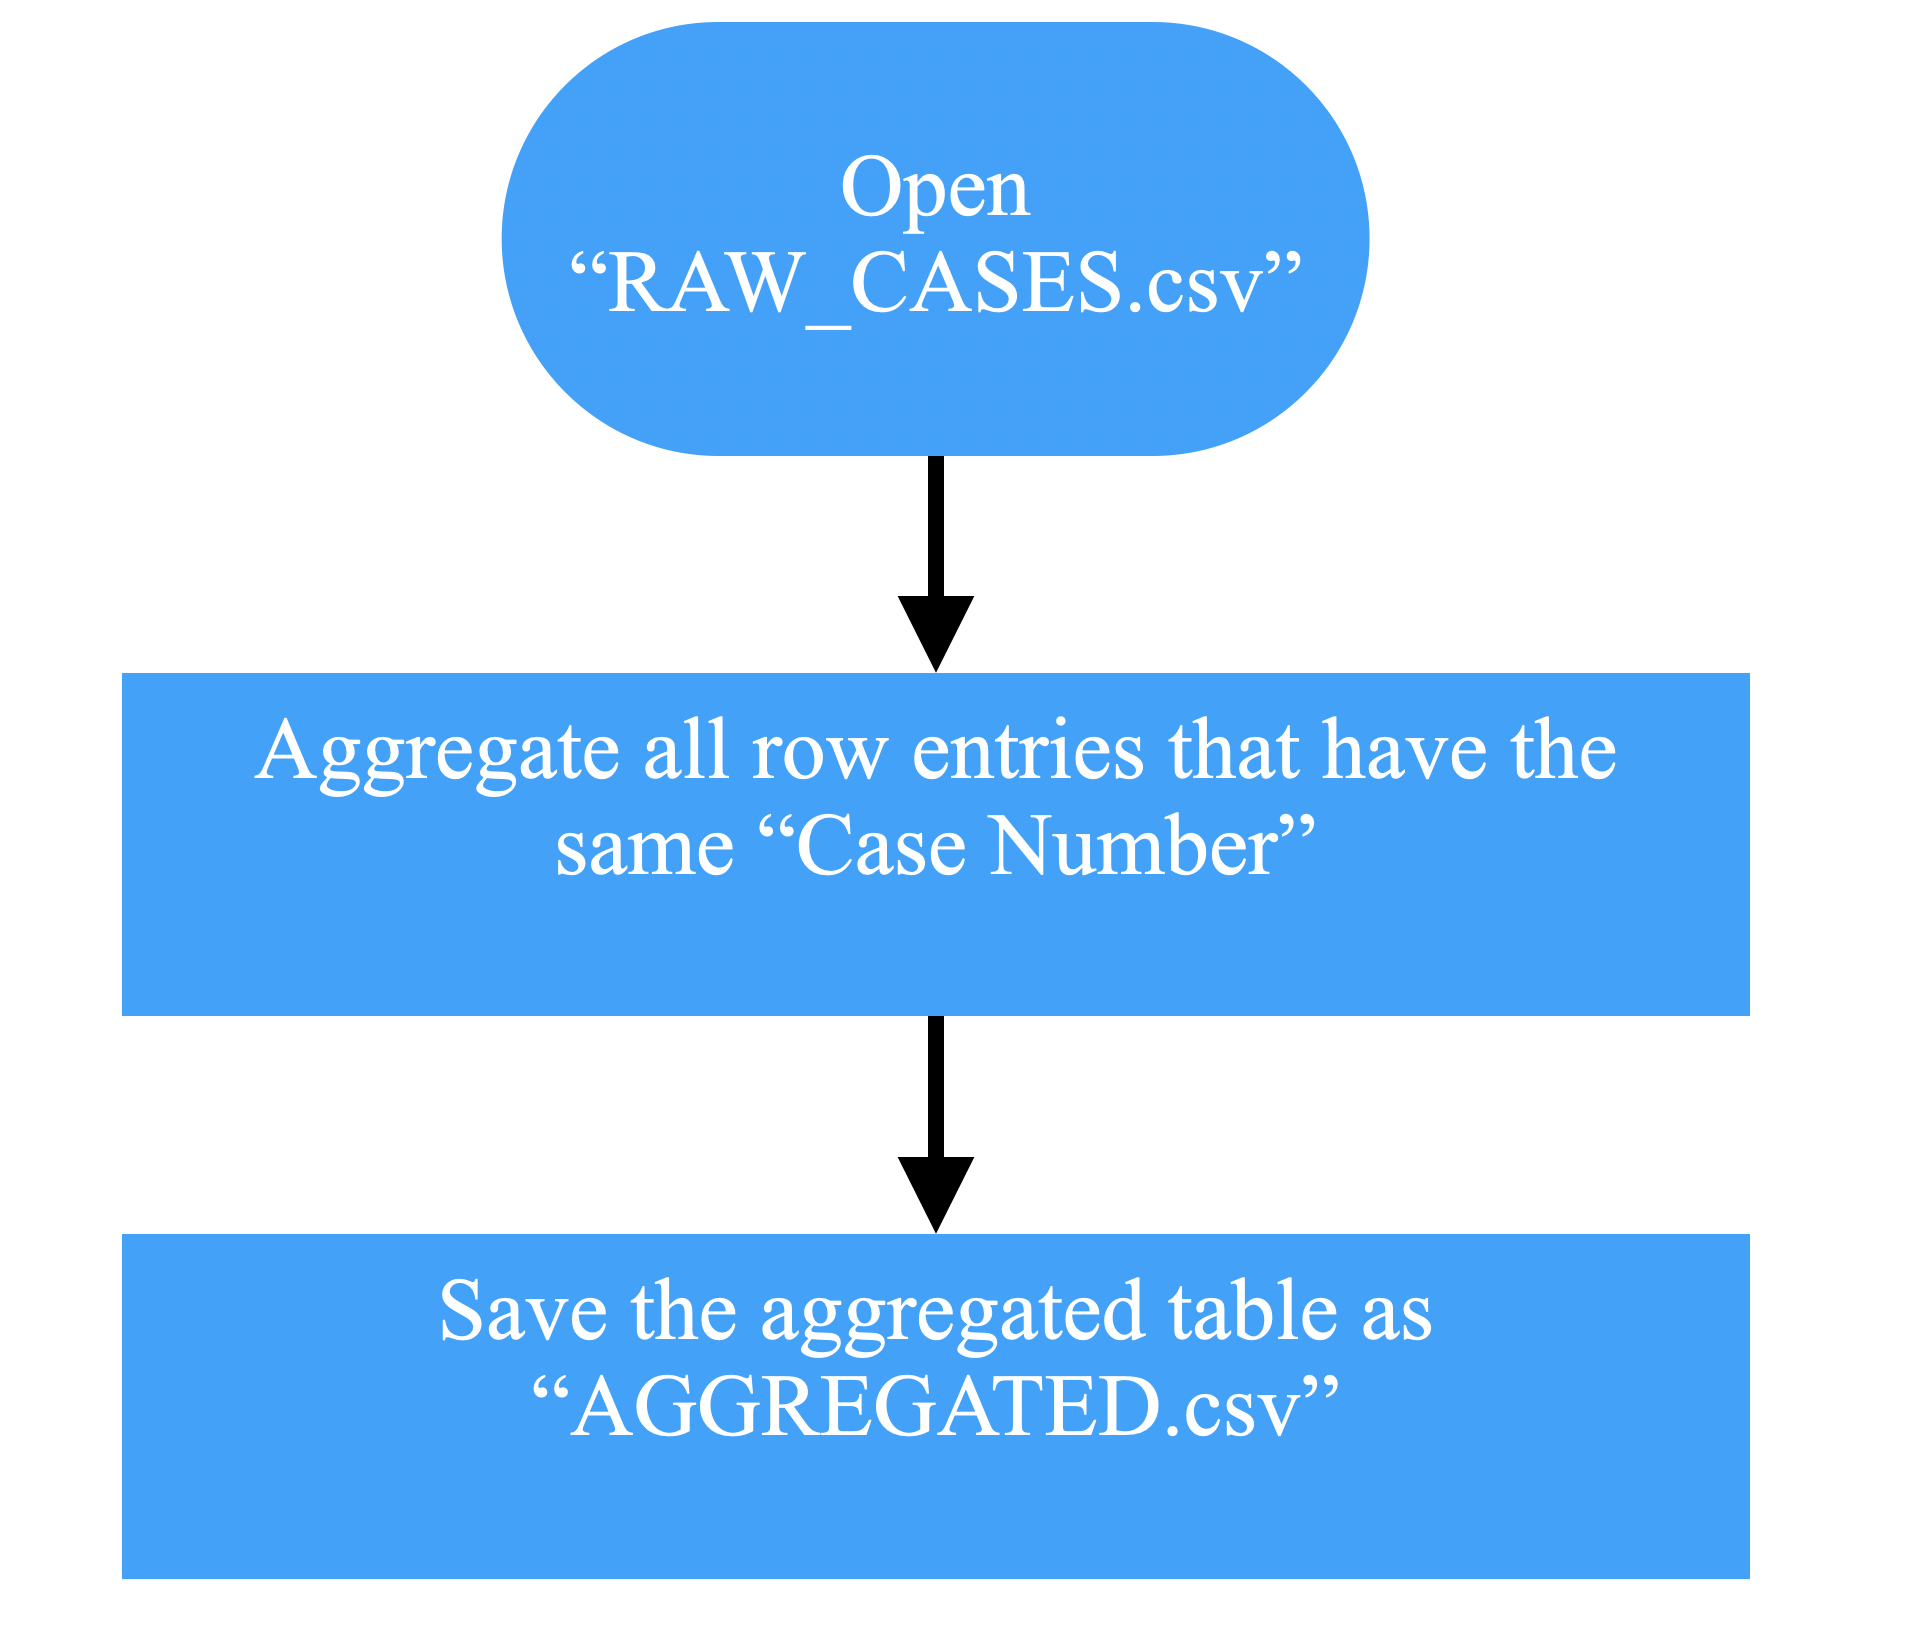 Open
“RAW_CASES.csv”
Aggregate all row entries that have the
same “Case Number”
Save the aggregated table as
“AGGREGATED.csv”